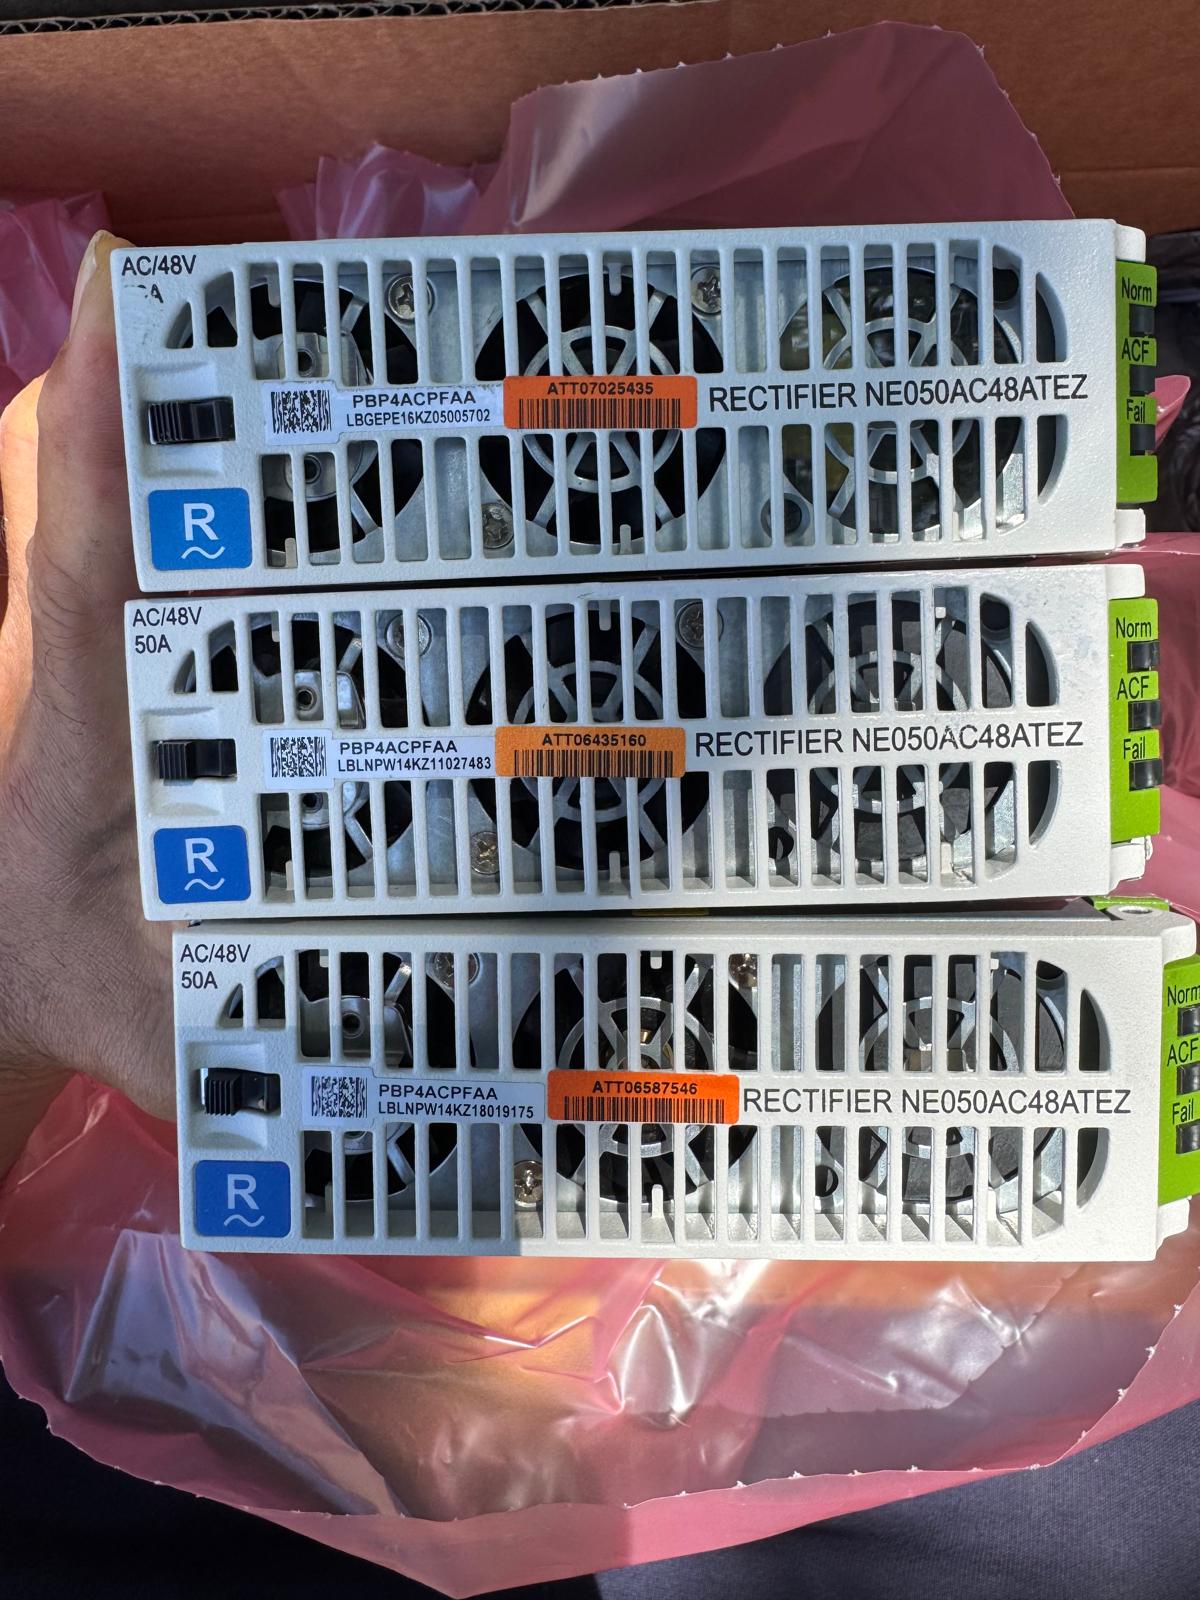 AC/48V
PBP4ACPFAA
LBGEPE16KZ05005702
ATT07025435
RECTIFIER NE050AC48ATEZ
Norm
ACF
Fail
R
AC/48V
50A
PBP4ACPFAA
LBLNPW14KZ11027483
ATT06435160
RECTIFIER NE050AC48ATEZ
Norm
ACF
Fail
R
AC/48V
50A
PBP4ACPFAA
LBLNPW14KZ18019175
ATT06587546
RECTIFIER NE050AC48ATEZ
Norm
ACF
Fail
R